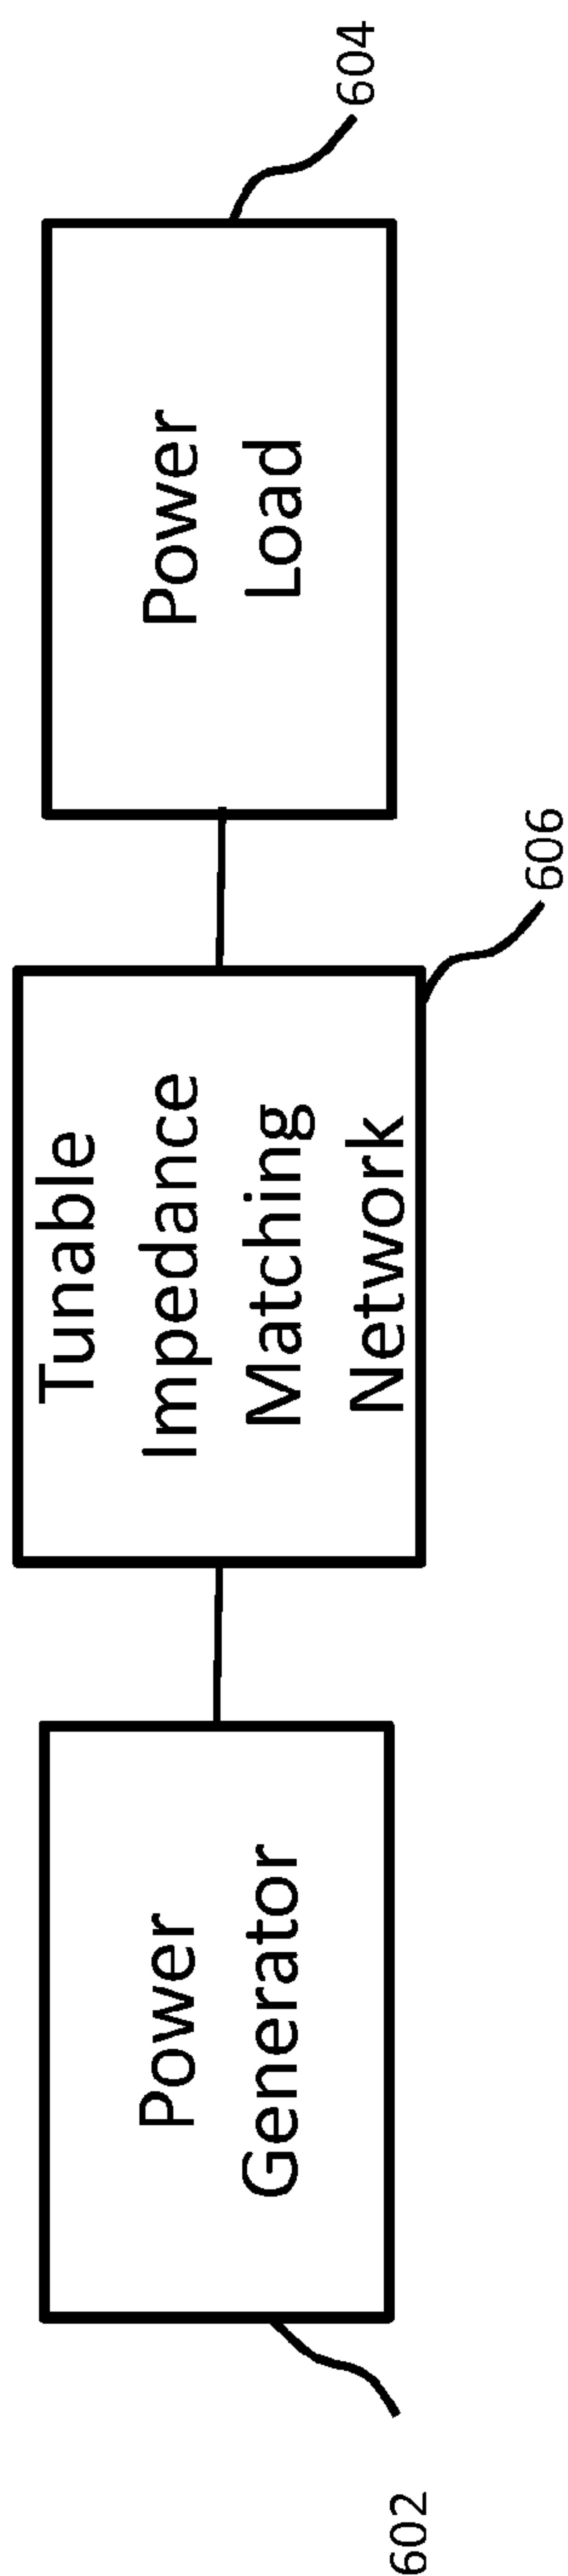 Power
Generator
602
Tunable
Impedance
Matching
Network
606
Power
Load
604